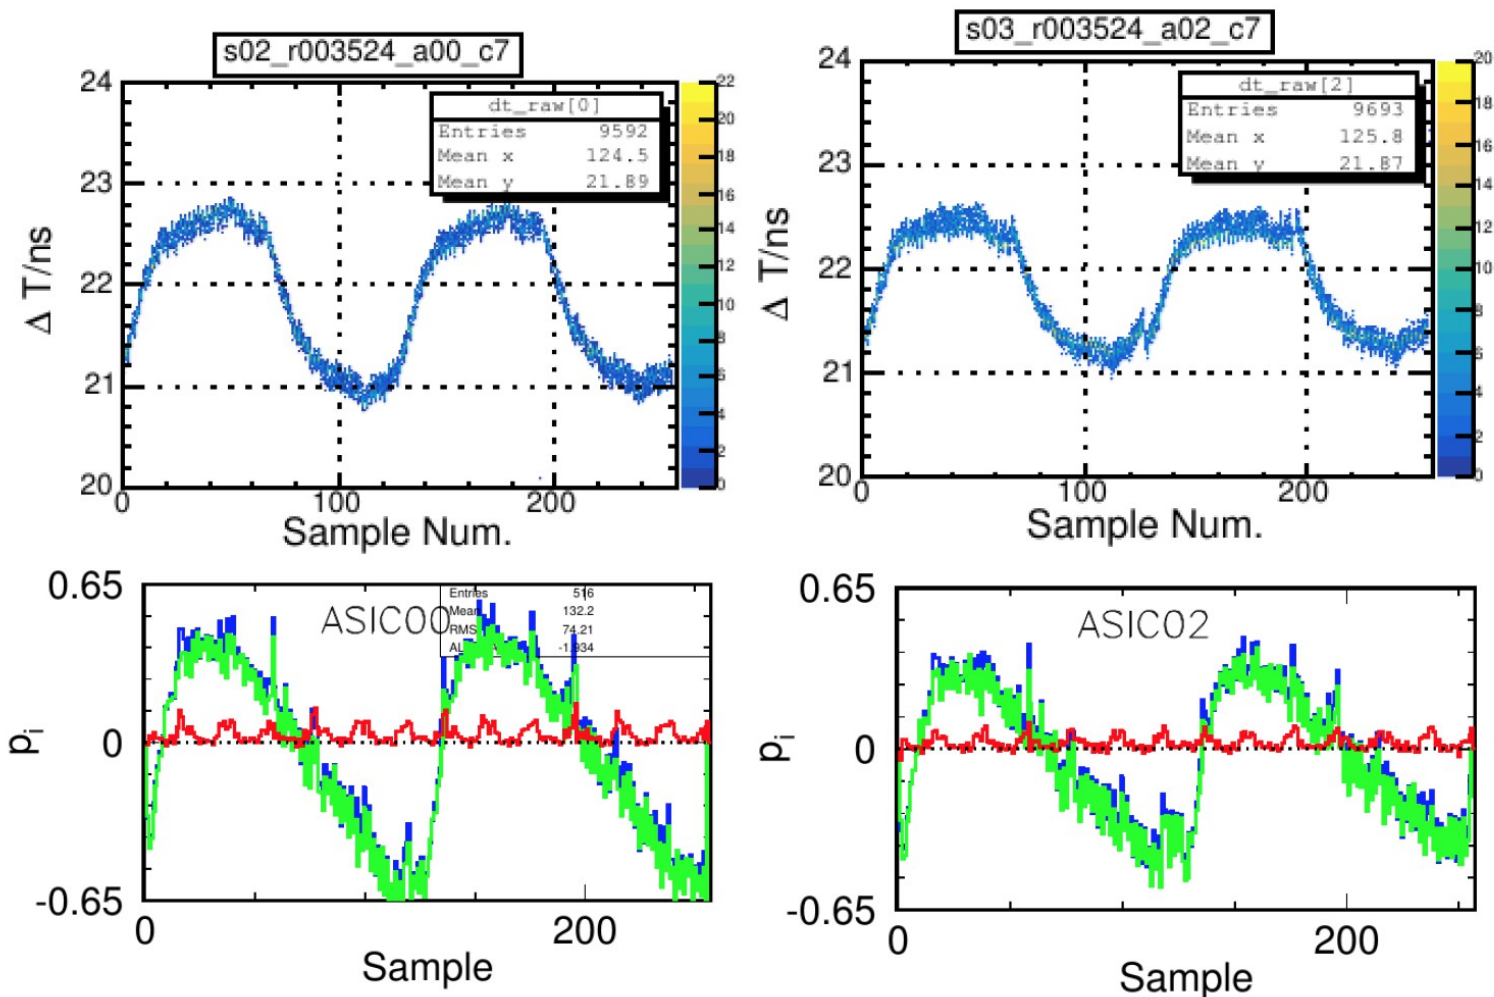 s02_r003524_a00_c7
24
23
22
21
20
Δ T/ns
dt_raw[0]
Entries 9592
Mean x 124.5
Mean y 21.89
22
20
18
16
14
12
10
8
6
4
2
0
0 100 200
Sample Num.
s03_r003524_a02_c7
24
23
22
21
20
Δ T/ns
dt_raw[2]
Entries 9693
Mean x 125.8
Mean y 21.87
20
18
16
14
12
10
8
6
4
2
0
0 100 200
Sample Num.
0.65
0
-0.65
pi
ASIC00
Entries 516
Mean 132.2
RMS 74.21
-1.934
0 200
Sample
0.65
0
-0.65
pi
ASIC02
0 200
Sample